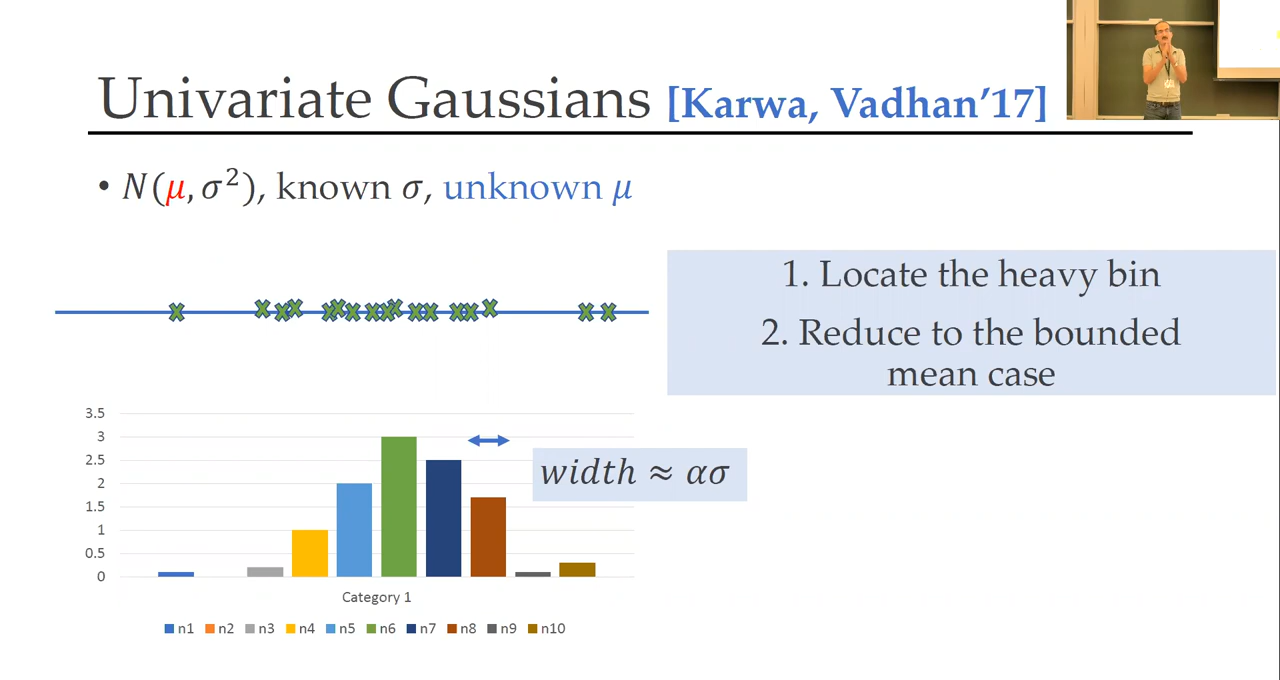 Univariate Gaussians [Karwa, Vadhan’17]
• N(μ, σ²), known σ, unknown μ
1. Locate the heavy bin
2. Reduce to the bounded
mean case
3.5
3
2.5
2
1.5
1
0.5
0
width ≈ ασ
Category 1
n1 n2 n3 n4 n5 n6 n7 n8 n9 n10